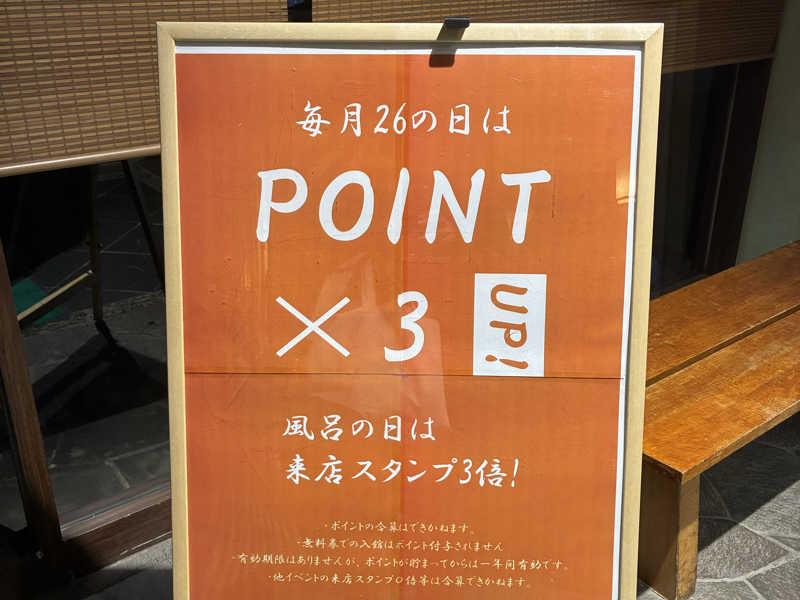 毎月26の日は
POINT
×3 UP!
風呂の日は
来店スタンプ3倍!
・ポイントの合算はできかねます。
・無料券での入館はポイント付与されません
・有効期限はありませんが、ポイントが貯まってからは一年間有効です。
・他イベントの来店スタンプ○倍等は合算できかねます。